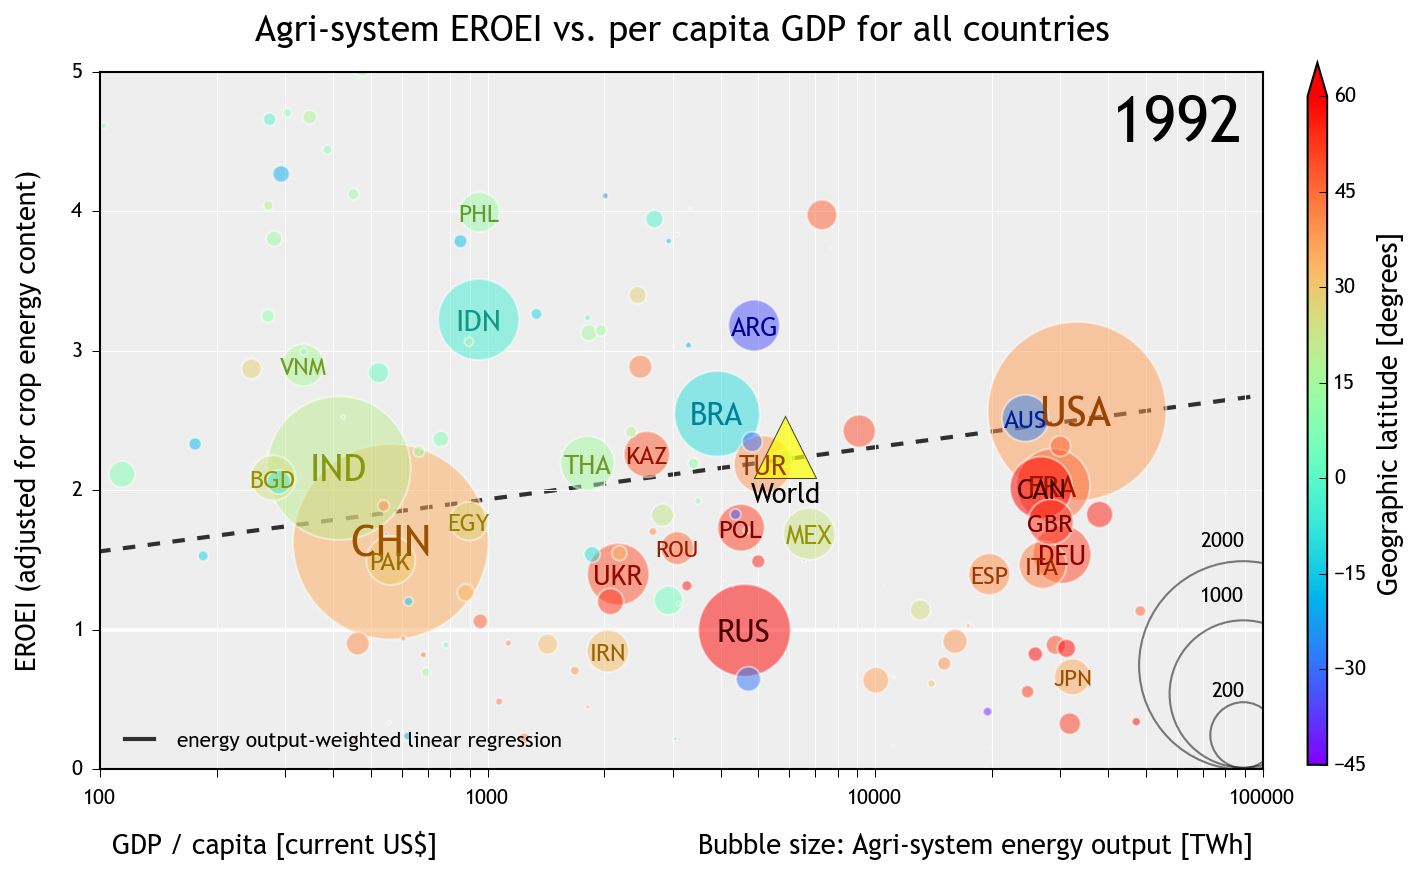 Agri-system EROEI vs. per capita GDP for all countries
1992
EROEI (adjusted for crop energy content)
5
4
3
2
1
0
PHL
IDN
ARG
VNM
BRA
USA
AUS
IND
BGD
THA
KAZ
TUR
World
FRA
CAN
CHN
PAK
EGY
ROU
POL
MEX
GBR
DEU
ITA
ESP
UKR
RUS
IRN
JPN
2000
1000
200
energy output-weighted linear regression
100
1000
10000
100000
GDP / capita [current US$]
Bubble size: Agri-system energy output [TWh]
60
45
30
15
0
−15
−30
−45
Geographic latitude [degrees]